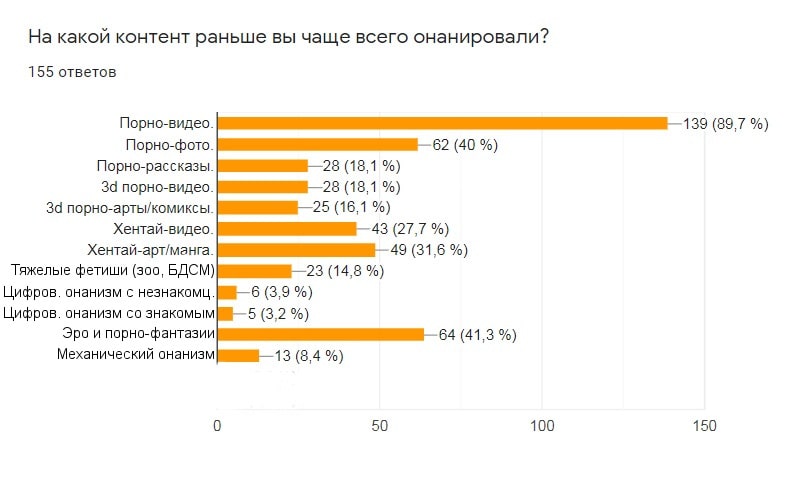 На какой контент раньше вы чаще всего онанировали?
155 ответов
Порно-видео. 139 (89,7 %)
Порно-фото. 62 (40 %)
Порно-рассказы. 28 (18,1 %)
3d порно-видео. 28 (18,1 %)
3d порно-арты/комиксы. 25 (16,1 %)
Хентай-видео. 43 (27,7 %)
Хентай-арт/манга. 49 (31,6 %)
Тяжелые фетиши (зоо, БДСМ) 23 (14,8 %)
Цифров. онанизм с незнакомц. 6 (3,9 %)
Цифров. онанизм со знакомым 5 (3,2 %)
Эро и порно-фантазии 64 (41,3 %)
Механический онанизм 13 (8,4 %)
0 50 100 150